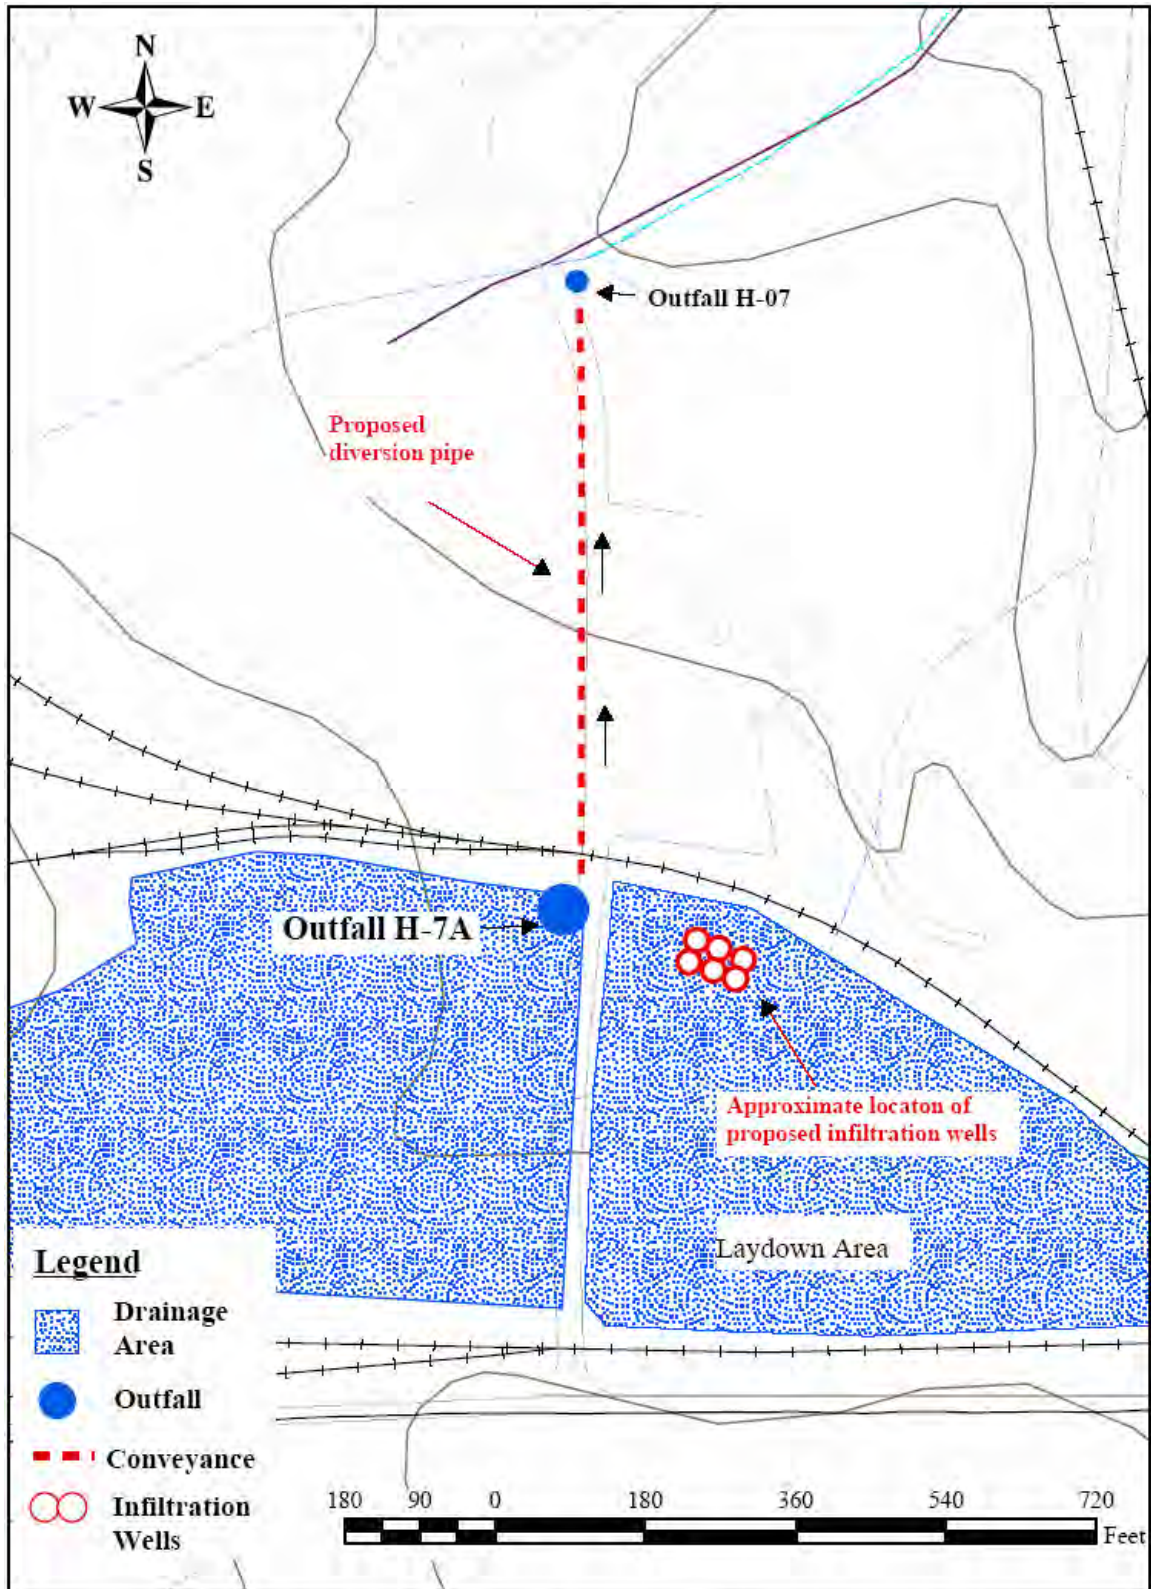 N
W E
S
Outfall H-07
Proposed
diversion pipe
Outfall H-7A
Approximate locaton of
proposed infiltration wells
Laydown Area
Legend
Drainage
Area
Outfall
Conveyance
Infiltration
Wells
180 90 0 180 360 540 720
Feet